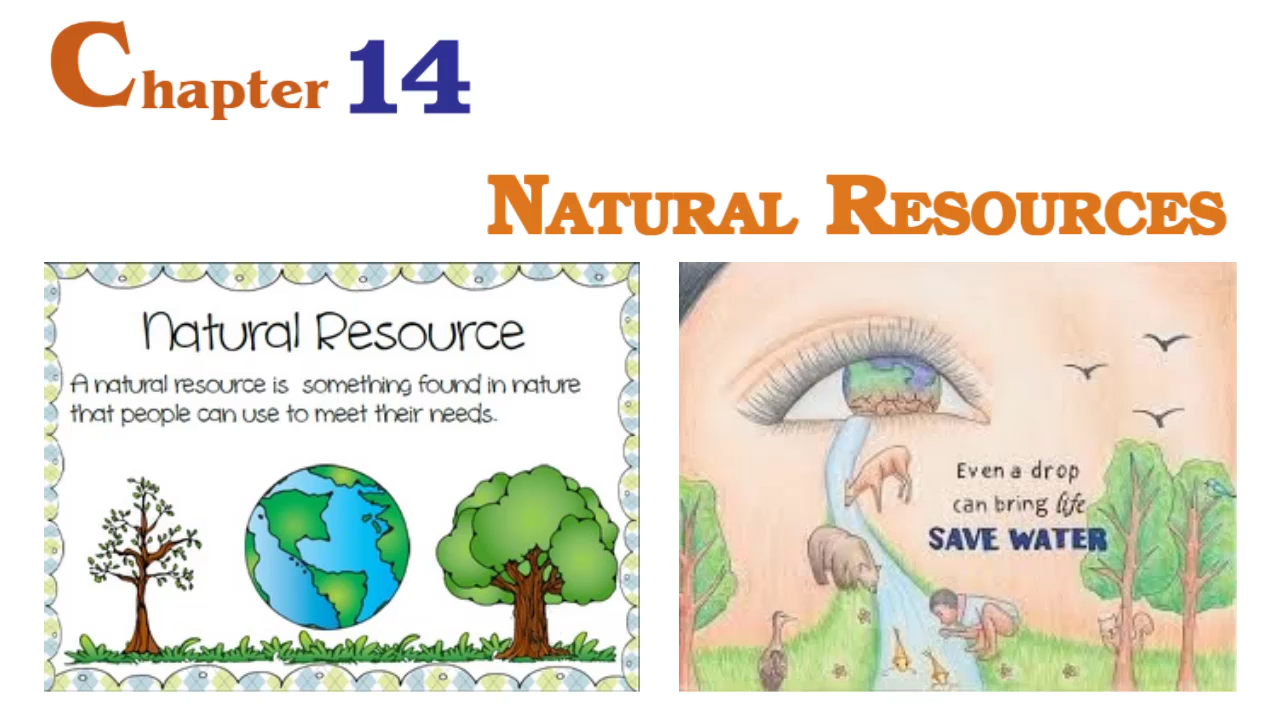 Chapter 14
NATURAL RESOURCES
Natural Resource
A natural resource is something found in nature
that people can use to meet their needs.
Even a drop
can bring life
SAVE WATER